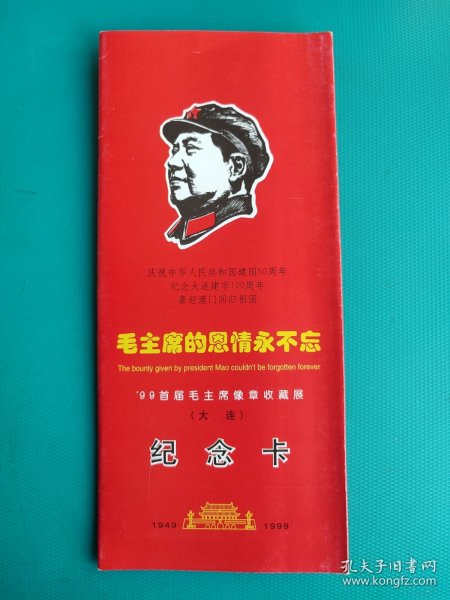 庆祝中华人民共和国建国50周年
纪念大连建市100周年
喜迎澳门回归祖国
毛主席的恩情永不忘
The bounty given by president Mao couldn't be forgotten forever
'99首届毛主席像章收藏展
(大 连)
纪念卡
1949 1999
孔夫子旧书网
www.kongfz.com